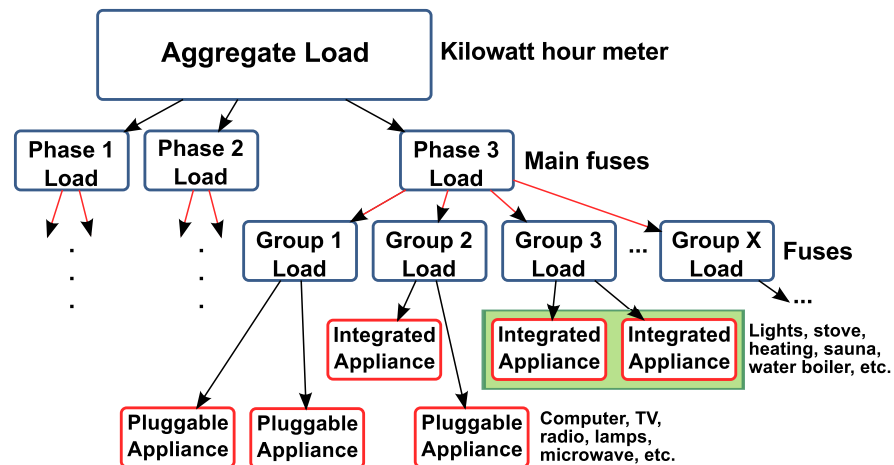 Aggregate Load
Kilowatt hour meter
Phase 1
Load
Phase 2
Load
Phase 3
Load
Main fuses
Group 1
Load
Group 2
Load
Group 3
Load
...
Group X
Load
Fuses
...
Integrated
Appliance
Integrated
Appliance
Integrated
Appliance
Lights, stove,
heating, sauna,
water boiler, etc.
Pluggable
Appliance
Pluggable
Appliance
Pluggable
Appliance
Computer, TV,
radio, lamps,
microwave, etc.